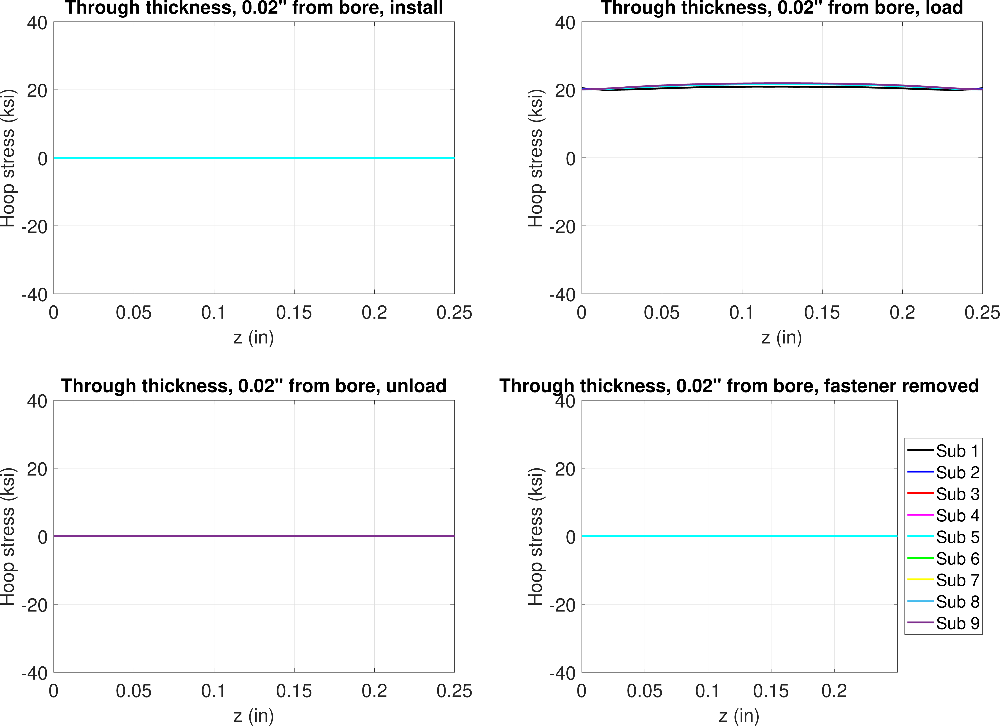 Through thickness, 0.02" from bore, install
40
20
0
-20
-40
Hoop stress (ksi)
0 0.05 0.1 0.15 0.2 0.25
z (in)
Through thickness, 0.02" from bore, load
40
20
0
-20
-40
Hoop stress (ksi)
0 0.05 0.1 0.15 0.2 0.25
z (in)
Through thickness, 0.02" from bore, unload
40
20
0
-20
-40
Hoop stress (ksi)
0 0.05 0.1 0.15 0.2 0.25
z (in)
Through thickness, 0.02" from bore, fastener removed
40
20
0
-20
-40
Hoop stress (ksi)
0 0.05 0.1 0.15 0.2
z (in)
Sub 1
Sub 2
Sub 3
Sub 4
Sub 5
Sub 6
Sub 7
Sub 8
Sub 9